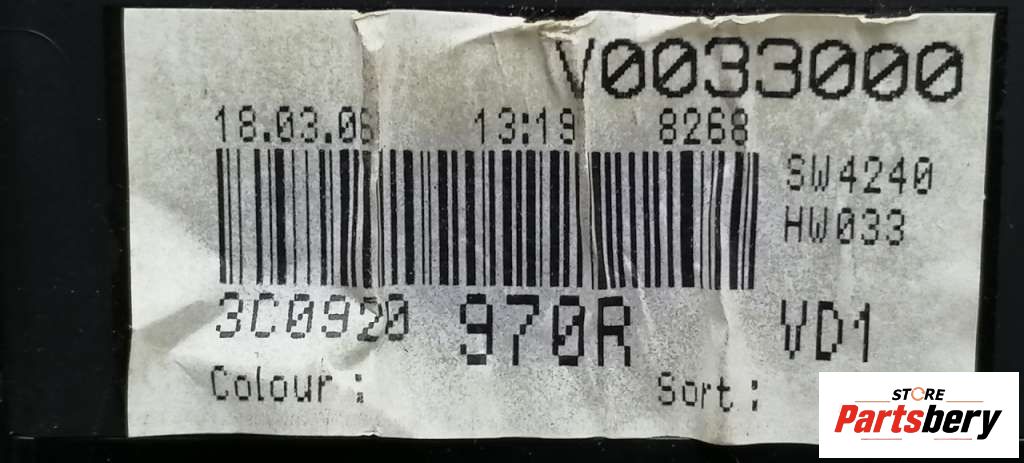 V0033000
18.03.06 13:19 8268
SW4240
HW033
3C0920 970R VD1
Colour : Sort :
STORE
Partsbery